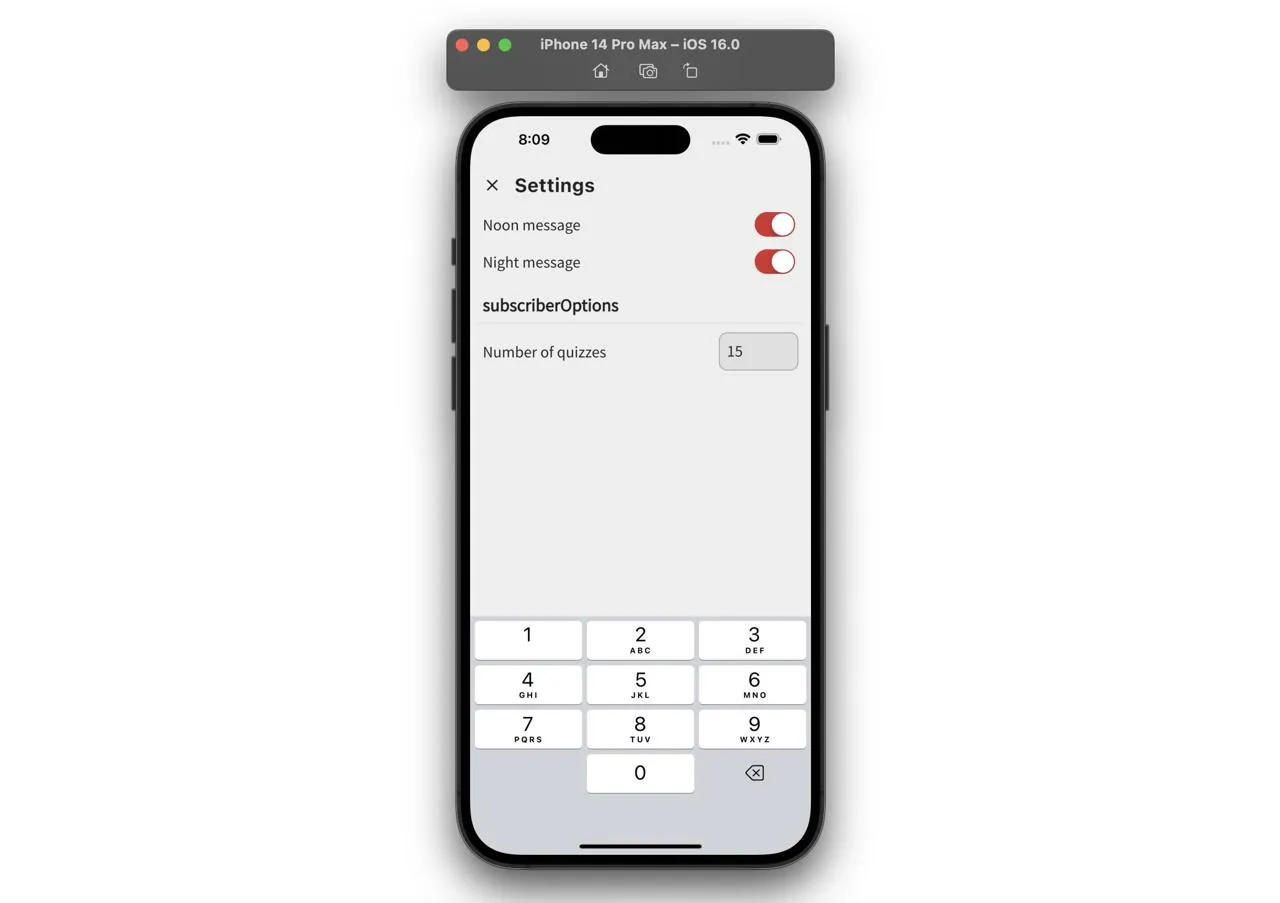 iPhone 14 Pro Max – iOS 16.0
8:09
Settings
Noon message
Night message
subscriberOptions
Number of quizzes 15
1 2 3
ABC DEF
4 5 6
GHI JKL MNO
7 8 9
PQRS TUV WXYZ
0